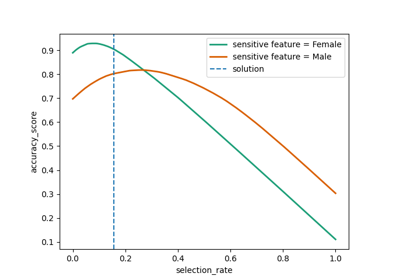 sensitive feature = Female
sensitive feature = Male
solution
0.9
0.8
0.7
0.6
0.5
0.4
0.3
0.2
0.1
accuracy_score
0.0 0.2 0.4 0.6 0.8 1.0
selection_rate